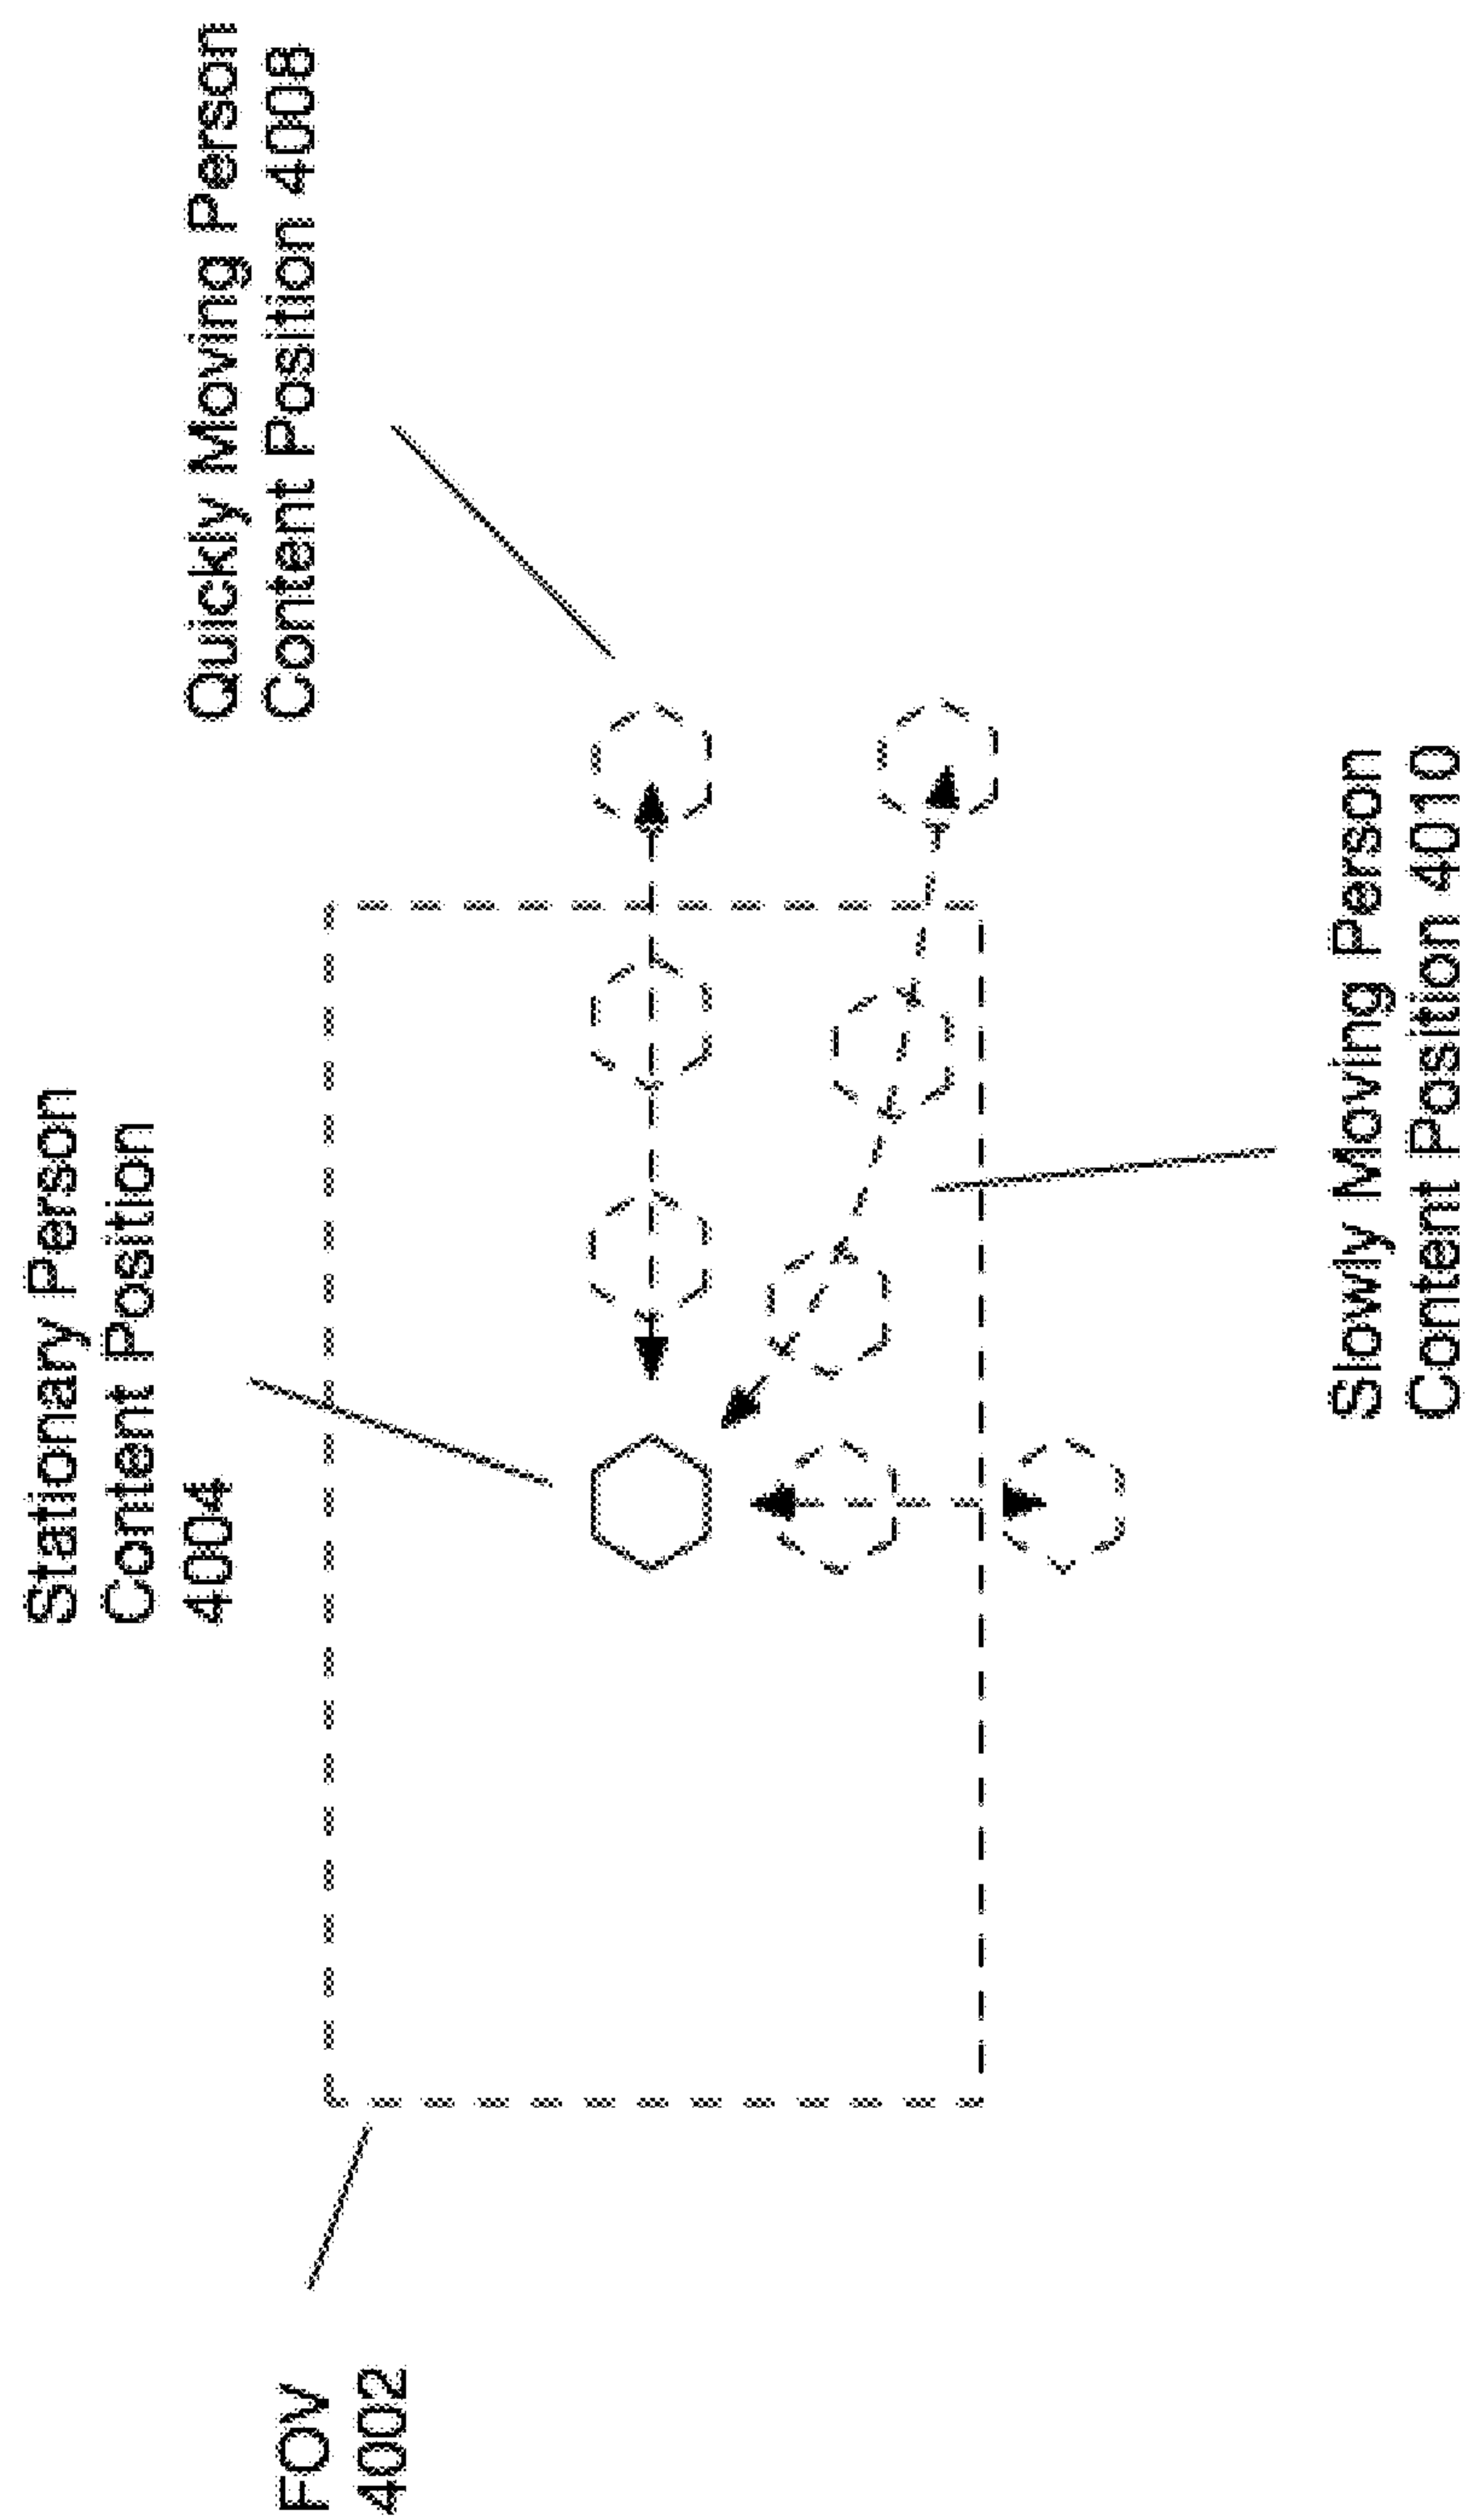 FOV
4002
Stationary Person
Content Position
4004
Quickly Moving Person
Content Position 4008
Slowly Moving Person
Content Position 4010